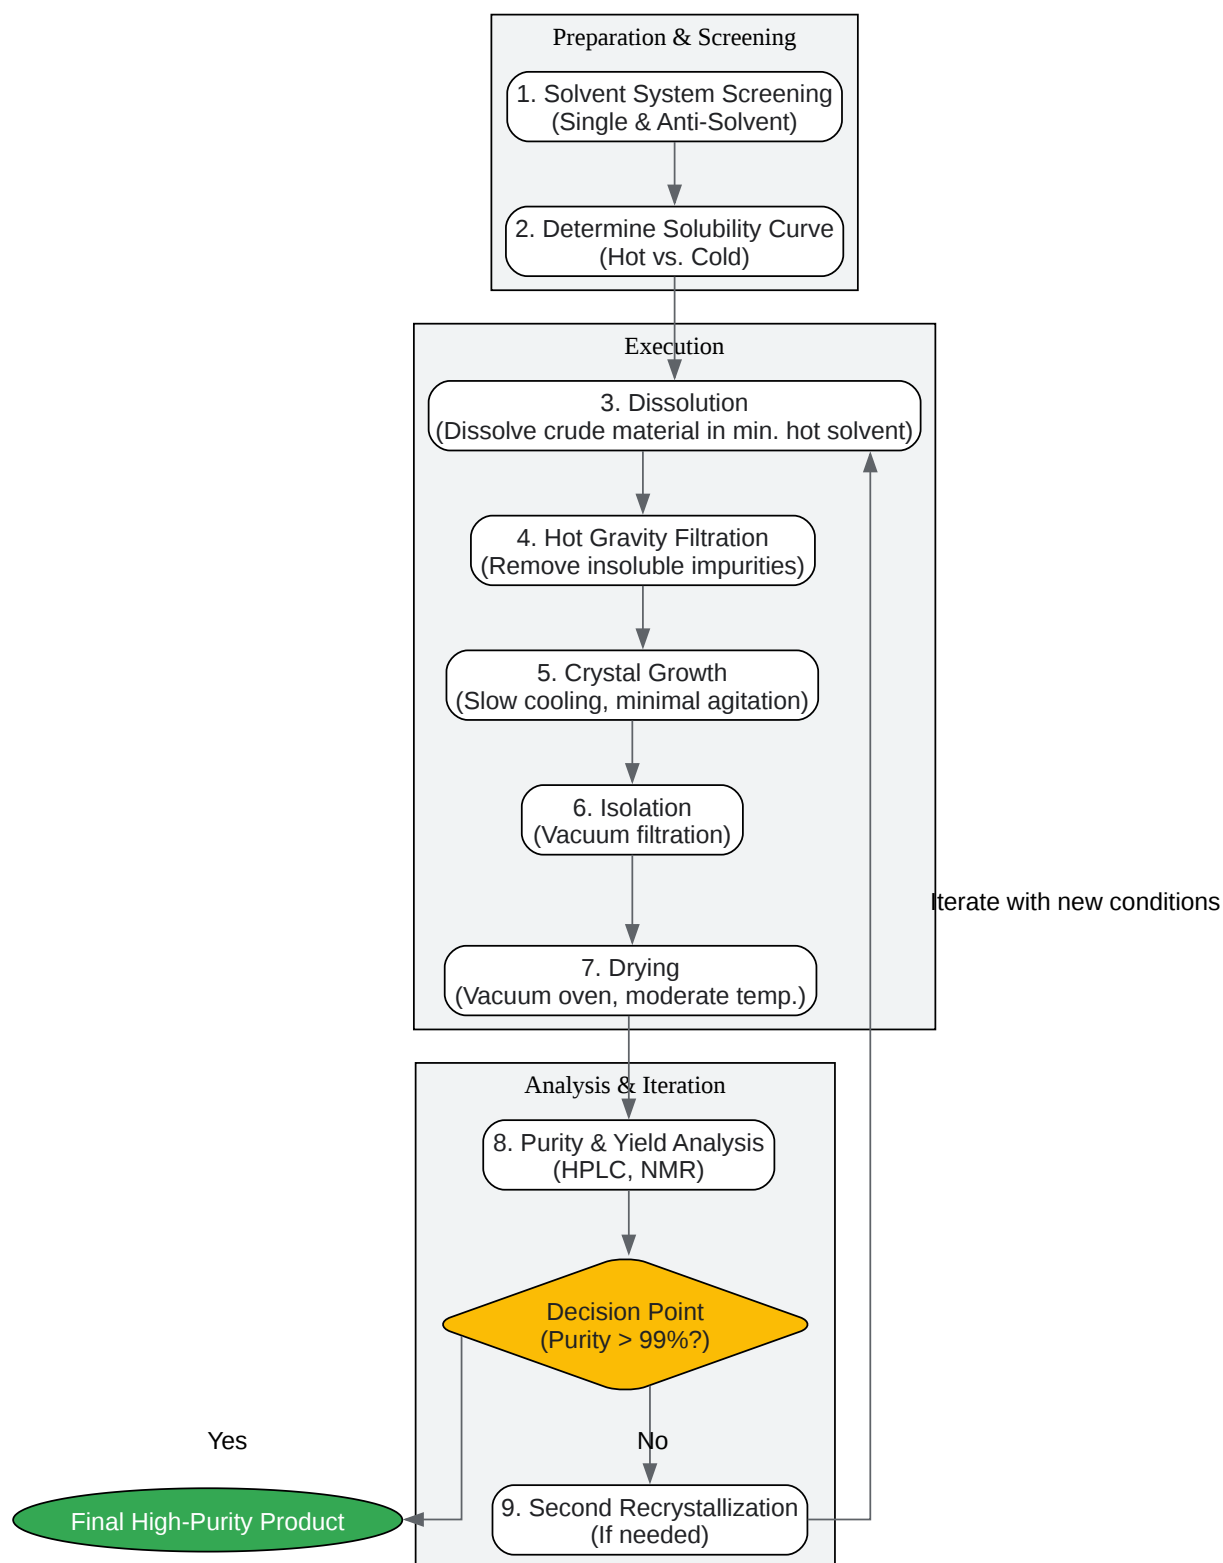 Preparation & Screening
1. Solvent System Screening
(Single & Anti-Solvent)
2. Determine Solubility Curve
(Hot vs. Cold)
Execution
3. Dissolution
(Dissolve crude material in min. hot solvent)
4. Hot Gravity Filtration
(Remove insoluble impurities)
5. Crystal Growth
(Slow cooling, minimal agitation)
6. Isolation
(Vacuum filtration)
Iterate with new conditions
7. Drying
(Vacuum oven, moderate temp.)
Analysis & Iteration
8. Purity & Yield Analysis
(HPLC, NMR)
Decision Point
(Purity > 99%?)
Yes
No
Final High-Purity Product
9. Second Recrystallization
(If needed)